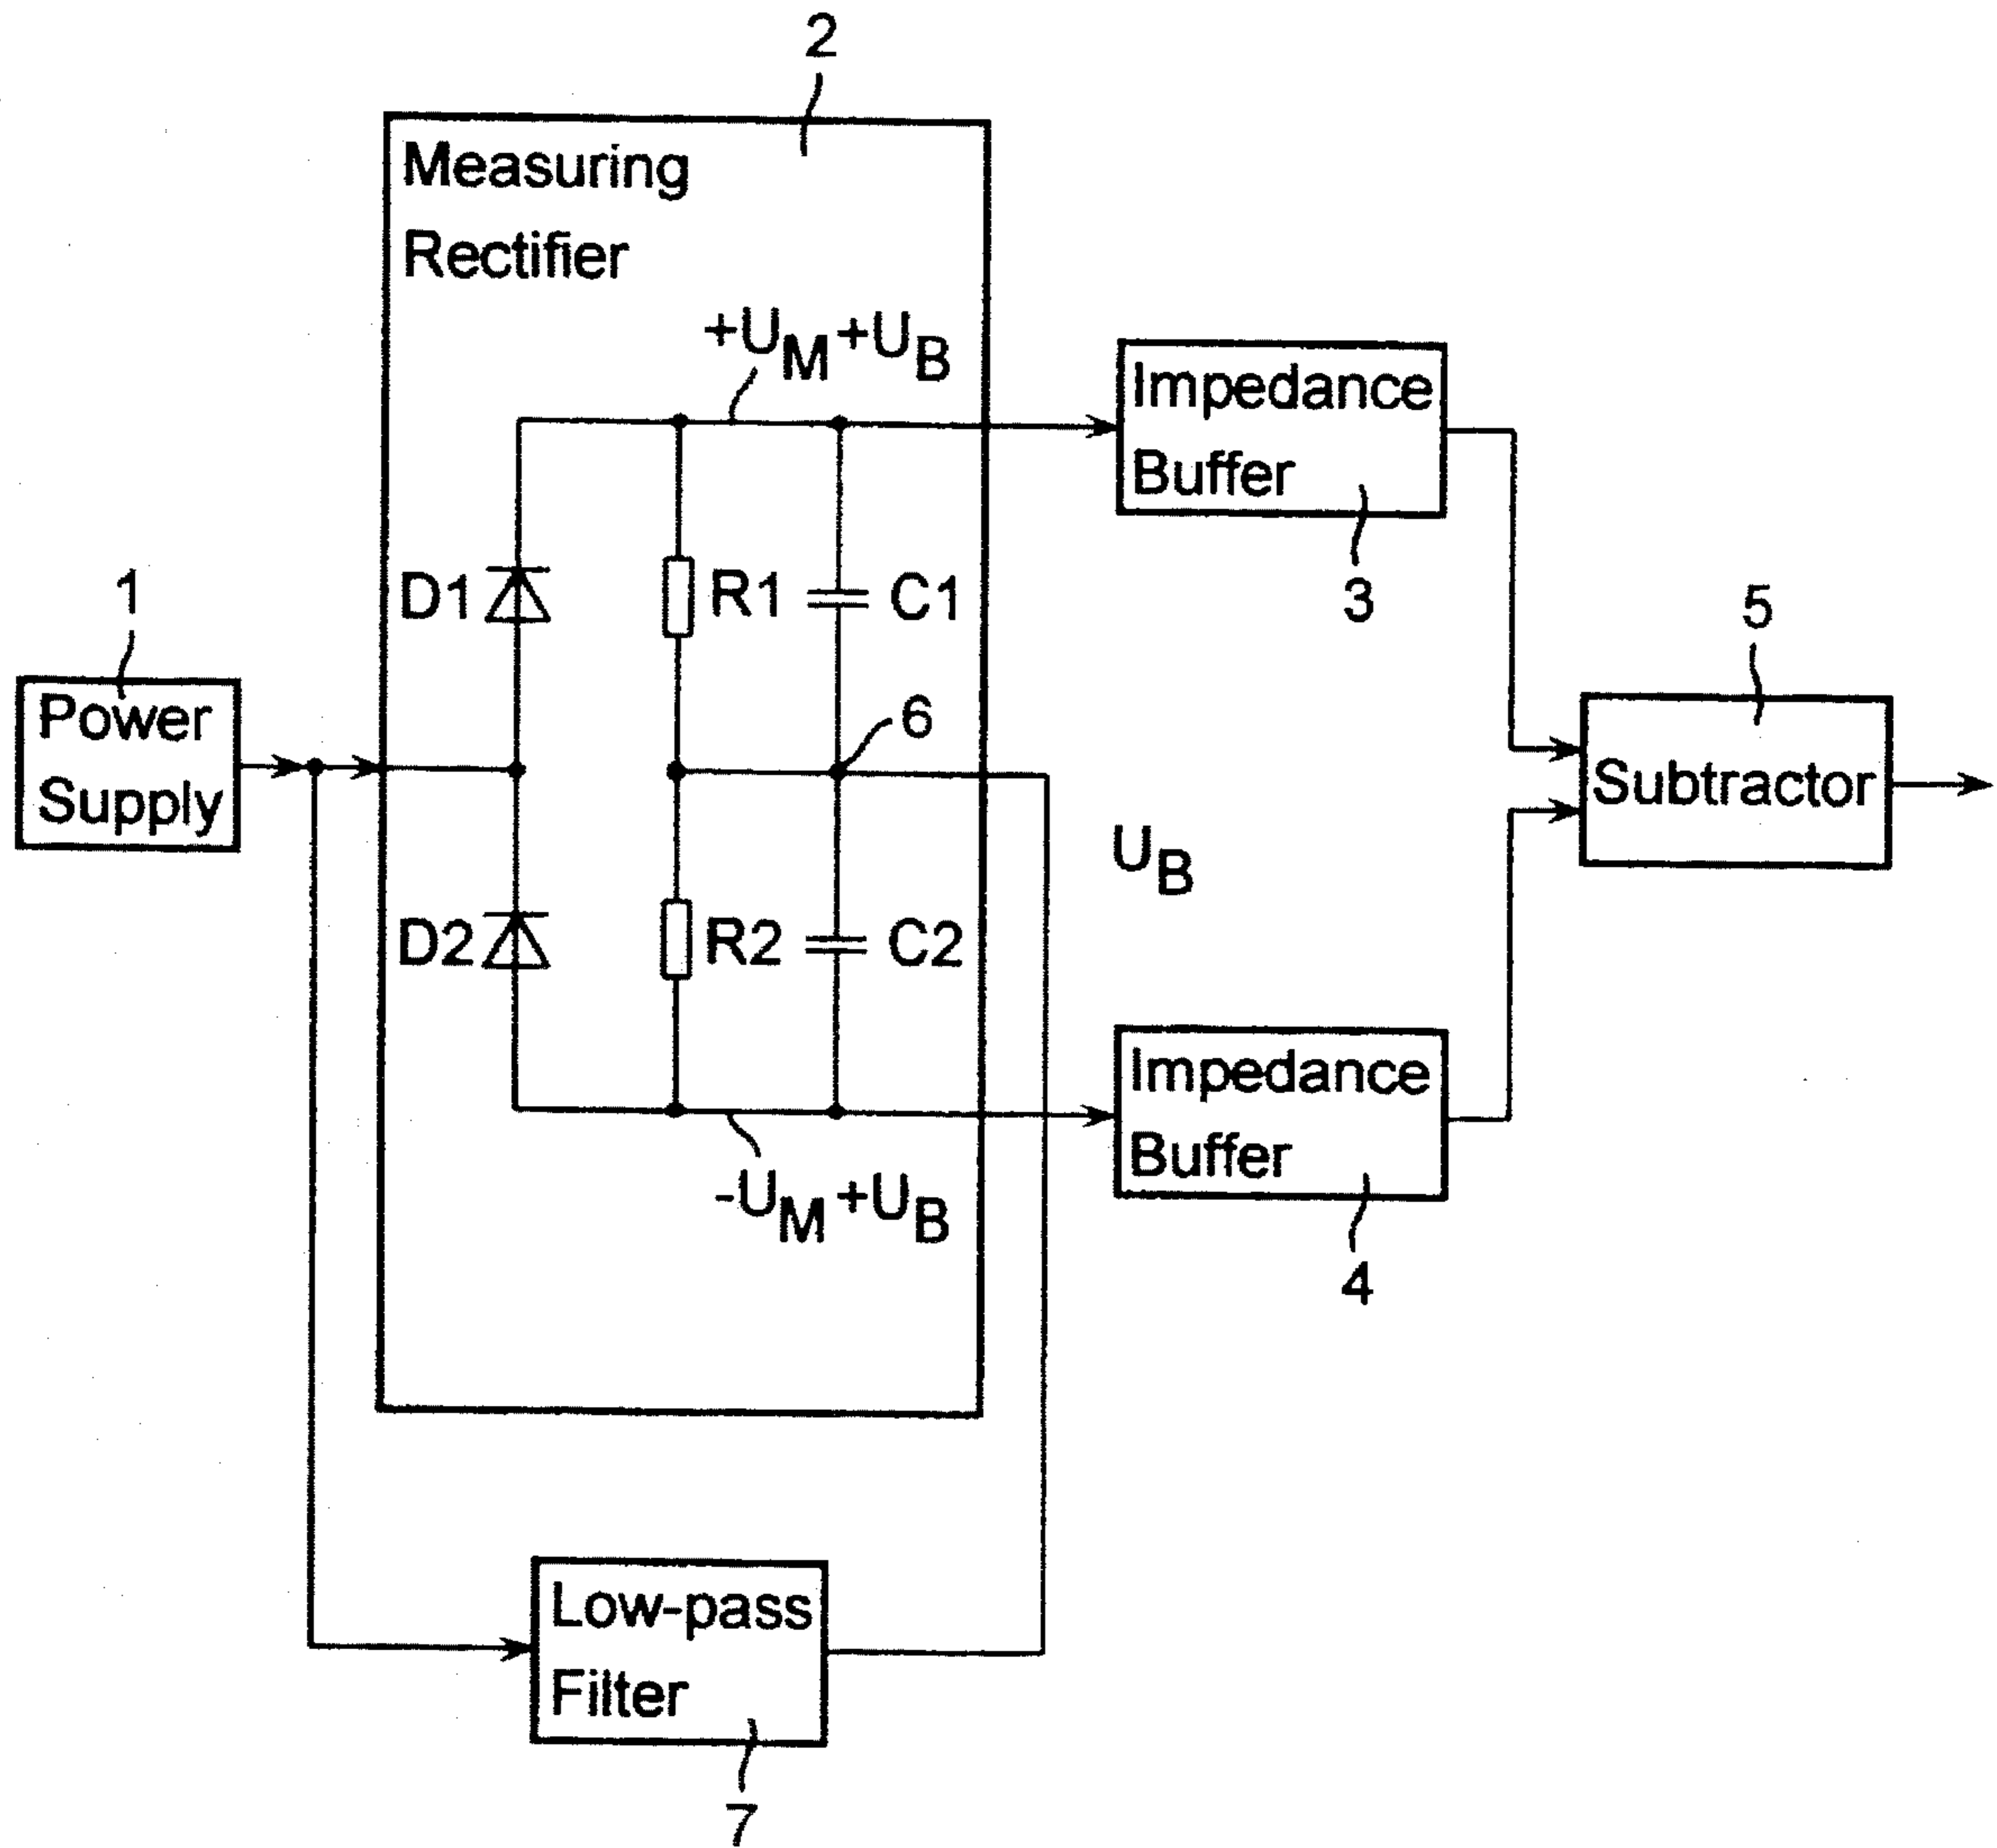 2
Measuring
Rectifier
+UM+UB
Impedance
Buffer
3
1
Power
Supply
D1
R1
C1
6
5
Subtractor
UB
D2
R2
C2
Impedance
Buffer
4
-UM+UB
Low-pass
Filter
7